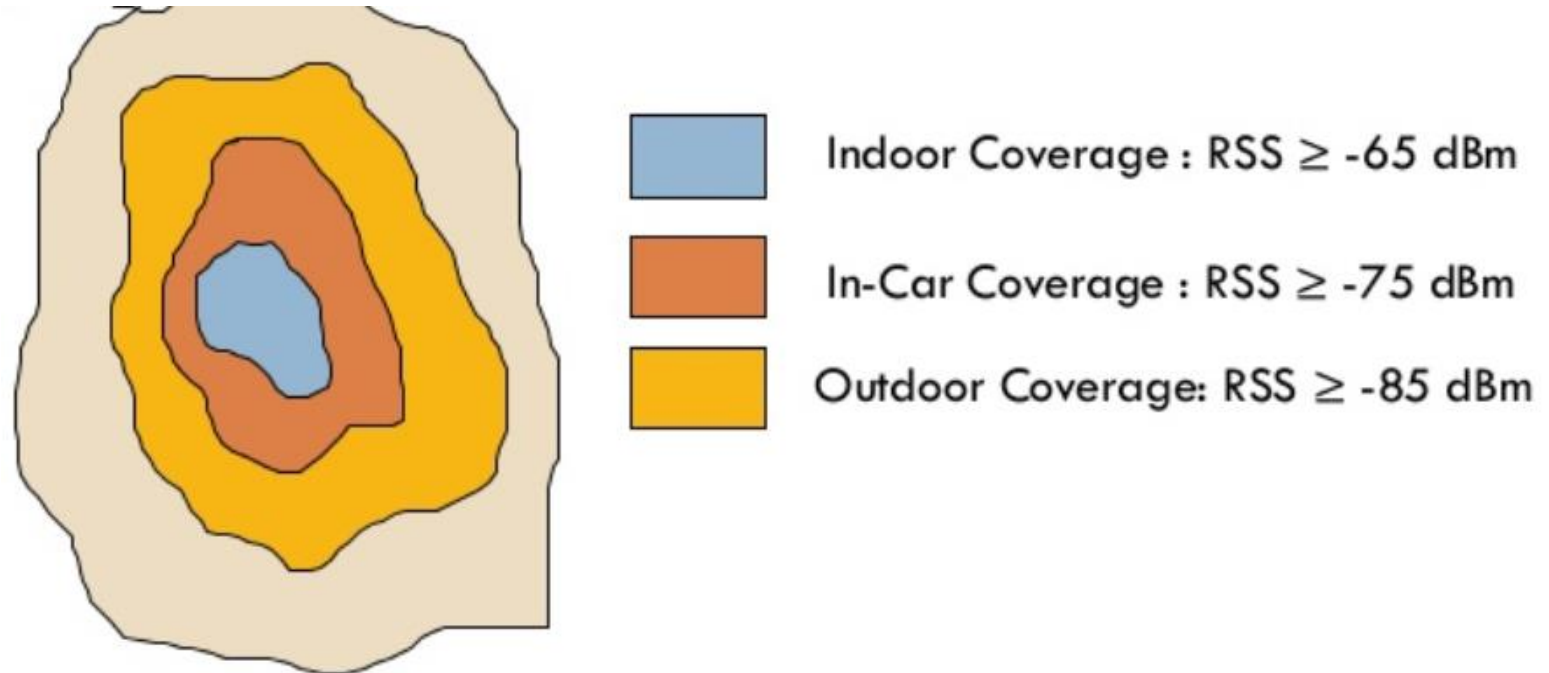 Indoor Coverage : RSS ≥ -65 dBm
In-Car Coverage : RSS ≥ -75 dBm
Outdoor Coverage: RSS ≥ -85 dBm